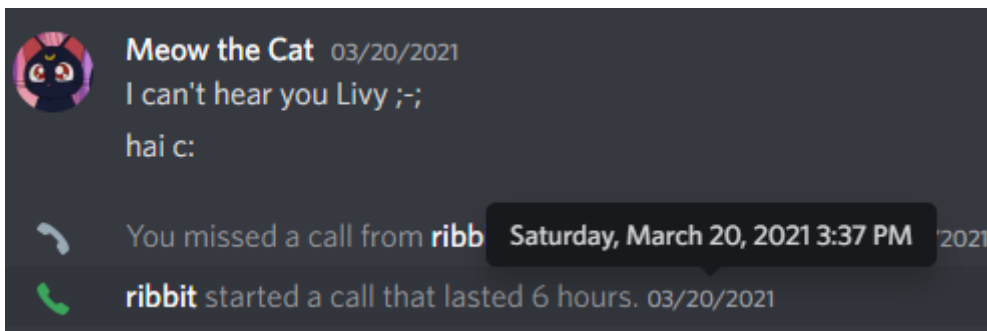 Meow the Cat 03/20/2021
I can't hear you Livy ;-;
hai c:
You missed a call from ribb Saturday, March 20, 2021 3:37 PM /2021
ribbit started a call that lasted 6 hours. 03/20/2021